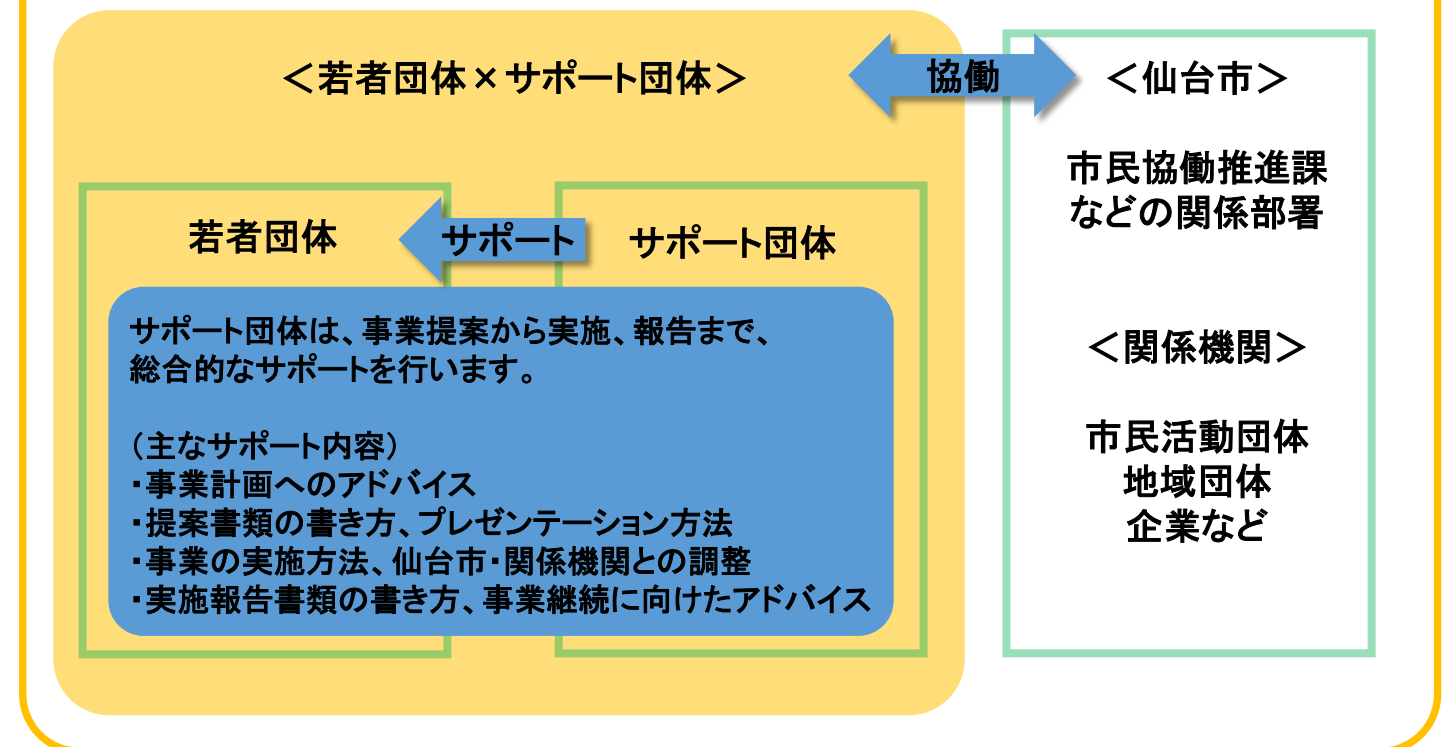 ＜若者団体×サポート団体＞
協働
＜仙台市＞
市民協働推進課
などの関係部署
若者団体
サポート
サポート団体
サポート団体は、事業提案から実施、報告まで、
総合的なサポートを行います。
（主なサポート内容）
・事業計画へのアドバイス
・提案書類の書き方、プレゼンテーション方法
・事業の実施方法、仙台市・関係機関との調整
・実施報告書類の書き方、事業継続に向けたアドバイス
＜関係機関＞
市民活動団体
地域団体
企業など